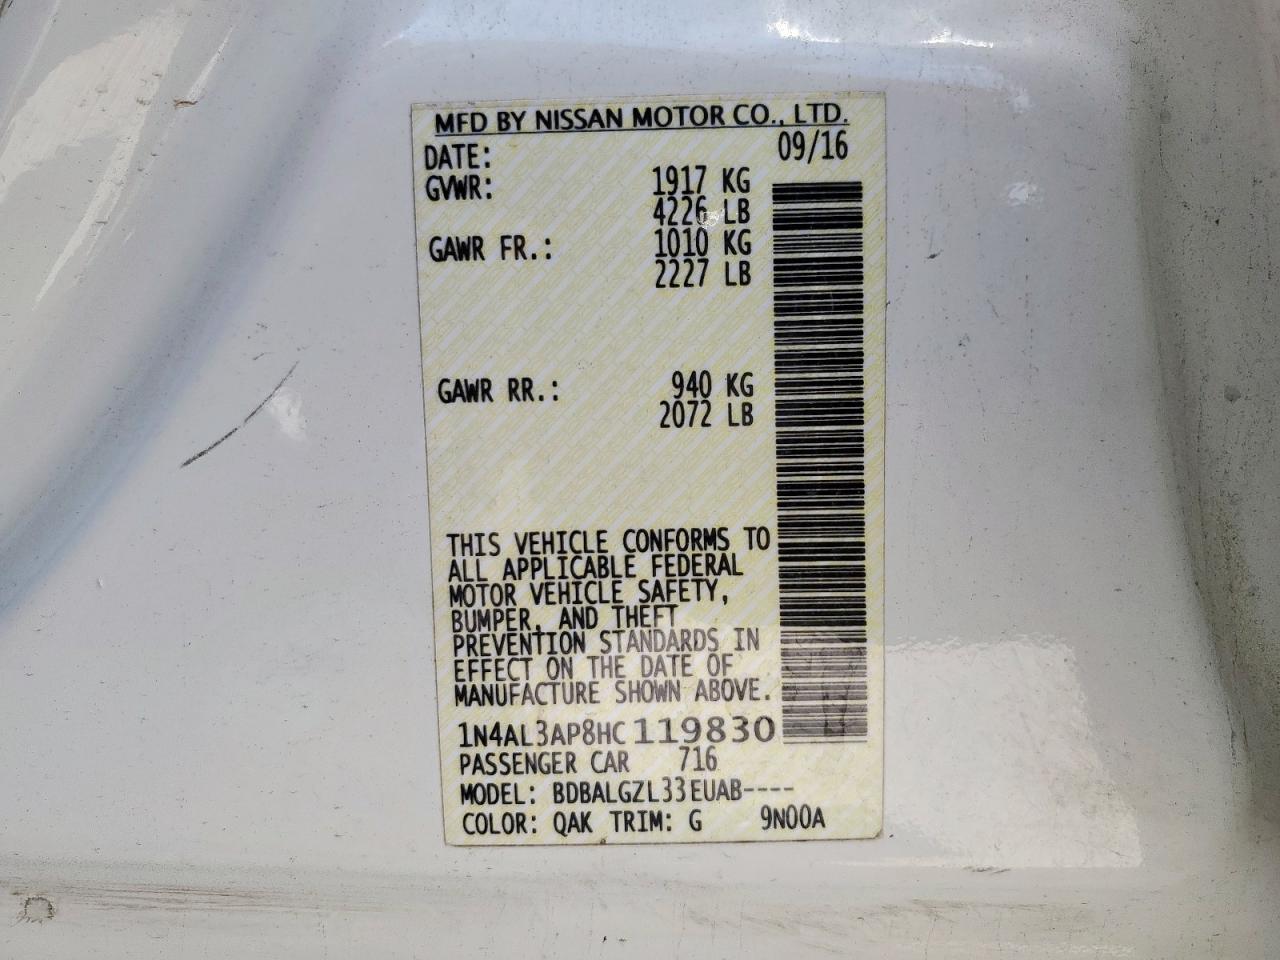 MFD BY NISSAN MOTOR CO., LTD.
DATE: 09/16
GVWR: 1917 KG
4226 LB
GAWR FR.: 1010 KG
2227 LB
GAWR RR.: 940 KG
2072 LB
THIS VEHICLE CONFORMS TO
ALL APPLICABLE FEDERAL
MOTOR VEHICLE SAFETY,
BUMPER, AND THEFT
PREVENTION STANDARDS IN
EFFECT ON THE DATE OF
MANUFACTURE SHOWN ABOVE.
1N4AL3AP8HC119830
PASSENGER CAR 716
MODEL: BDBALGZL33EUAB----
COLOR: QAK TRIM: G 9N00A